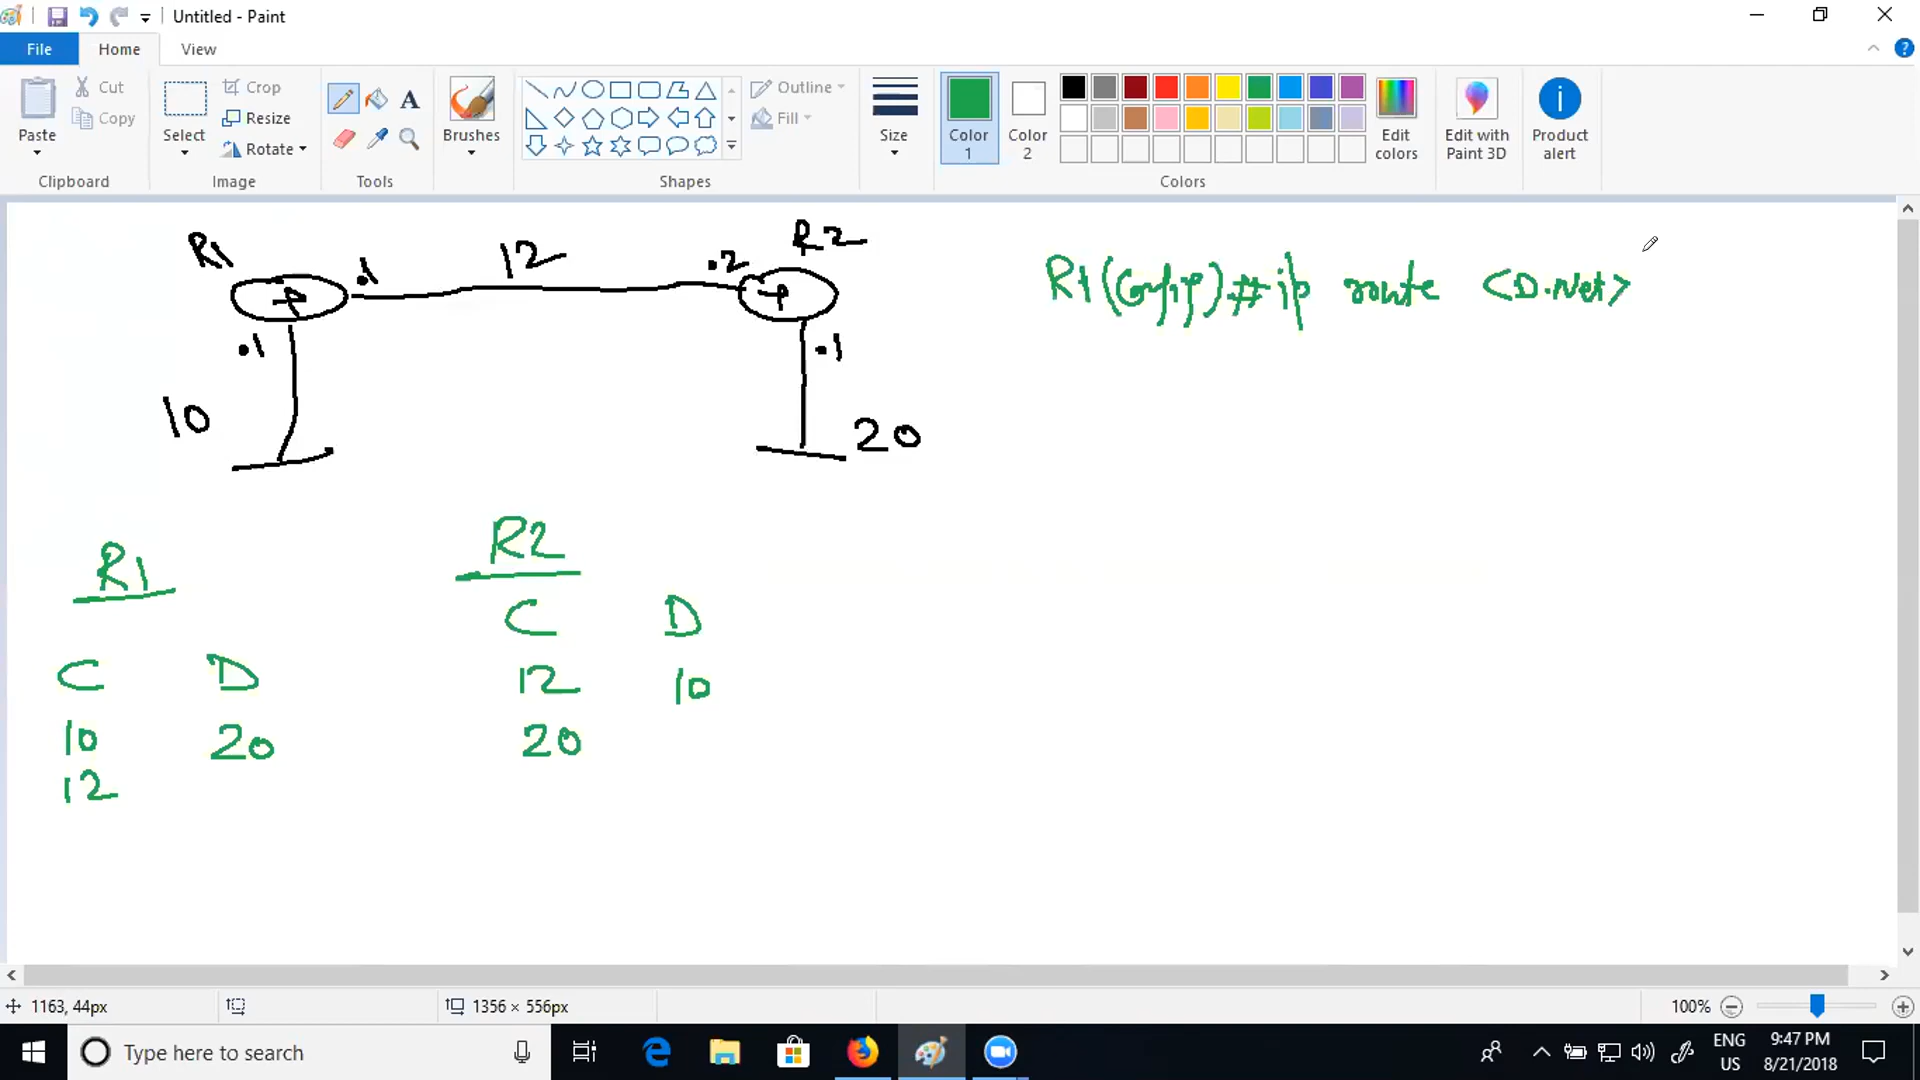 Untitled - Paint
File Home View
Paste Cut Copy Clipboard
Select Crop Resize Rotate Image
A Tools
Brushes
Outline Fill Shapes
Size
Color 1 Color 2 Edit colors Colors
Edit with Paint 3D
Product alert
R1 .1 12 .2 R2
R1(Config)#ip route <D.Net>
.1 .1
10 20
R1 R2
C D
C D 12 10
10 20 20
12
1163, 44px 1356 × 556px 100%
Type here to search
ENG US
9:47 PM
8/21/2018